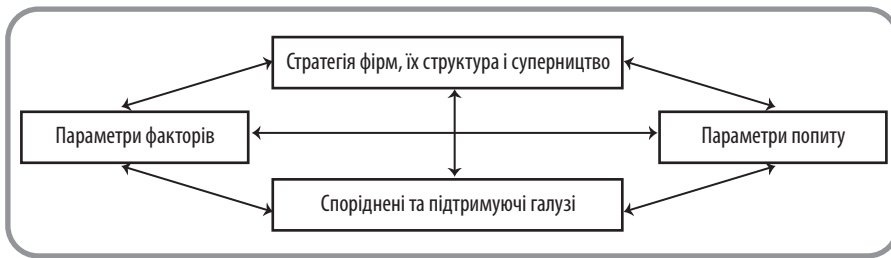 Стратегія фірм, їх структура і суперництво
Параметри факторів
Параметри попиту
Споріднені та підтримуючі галузі